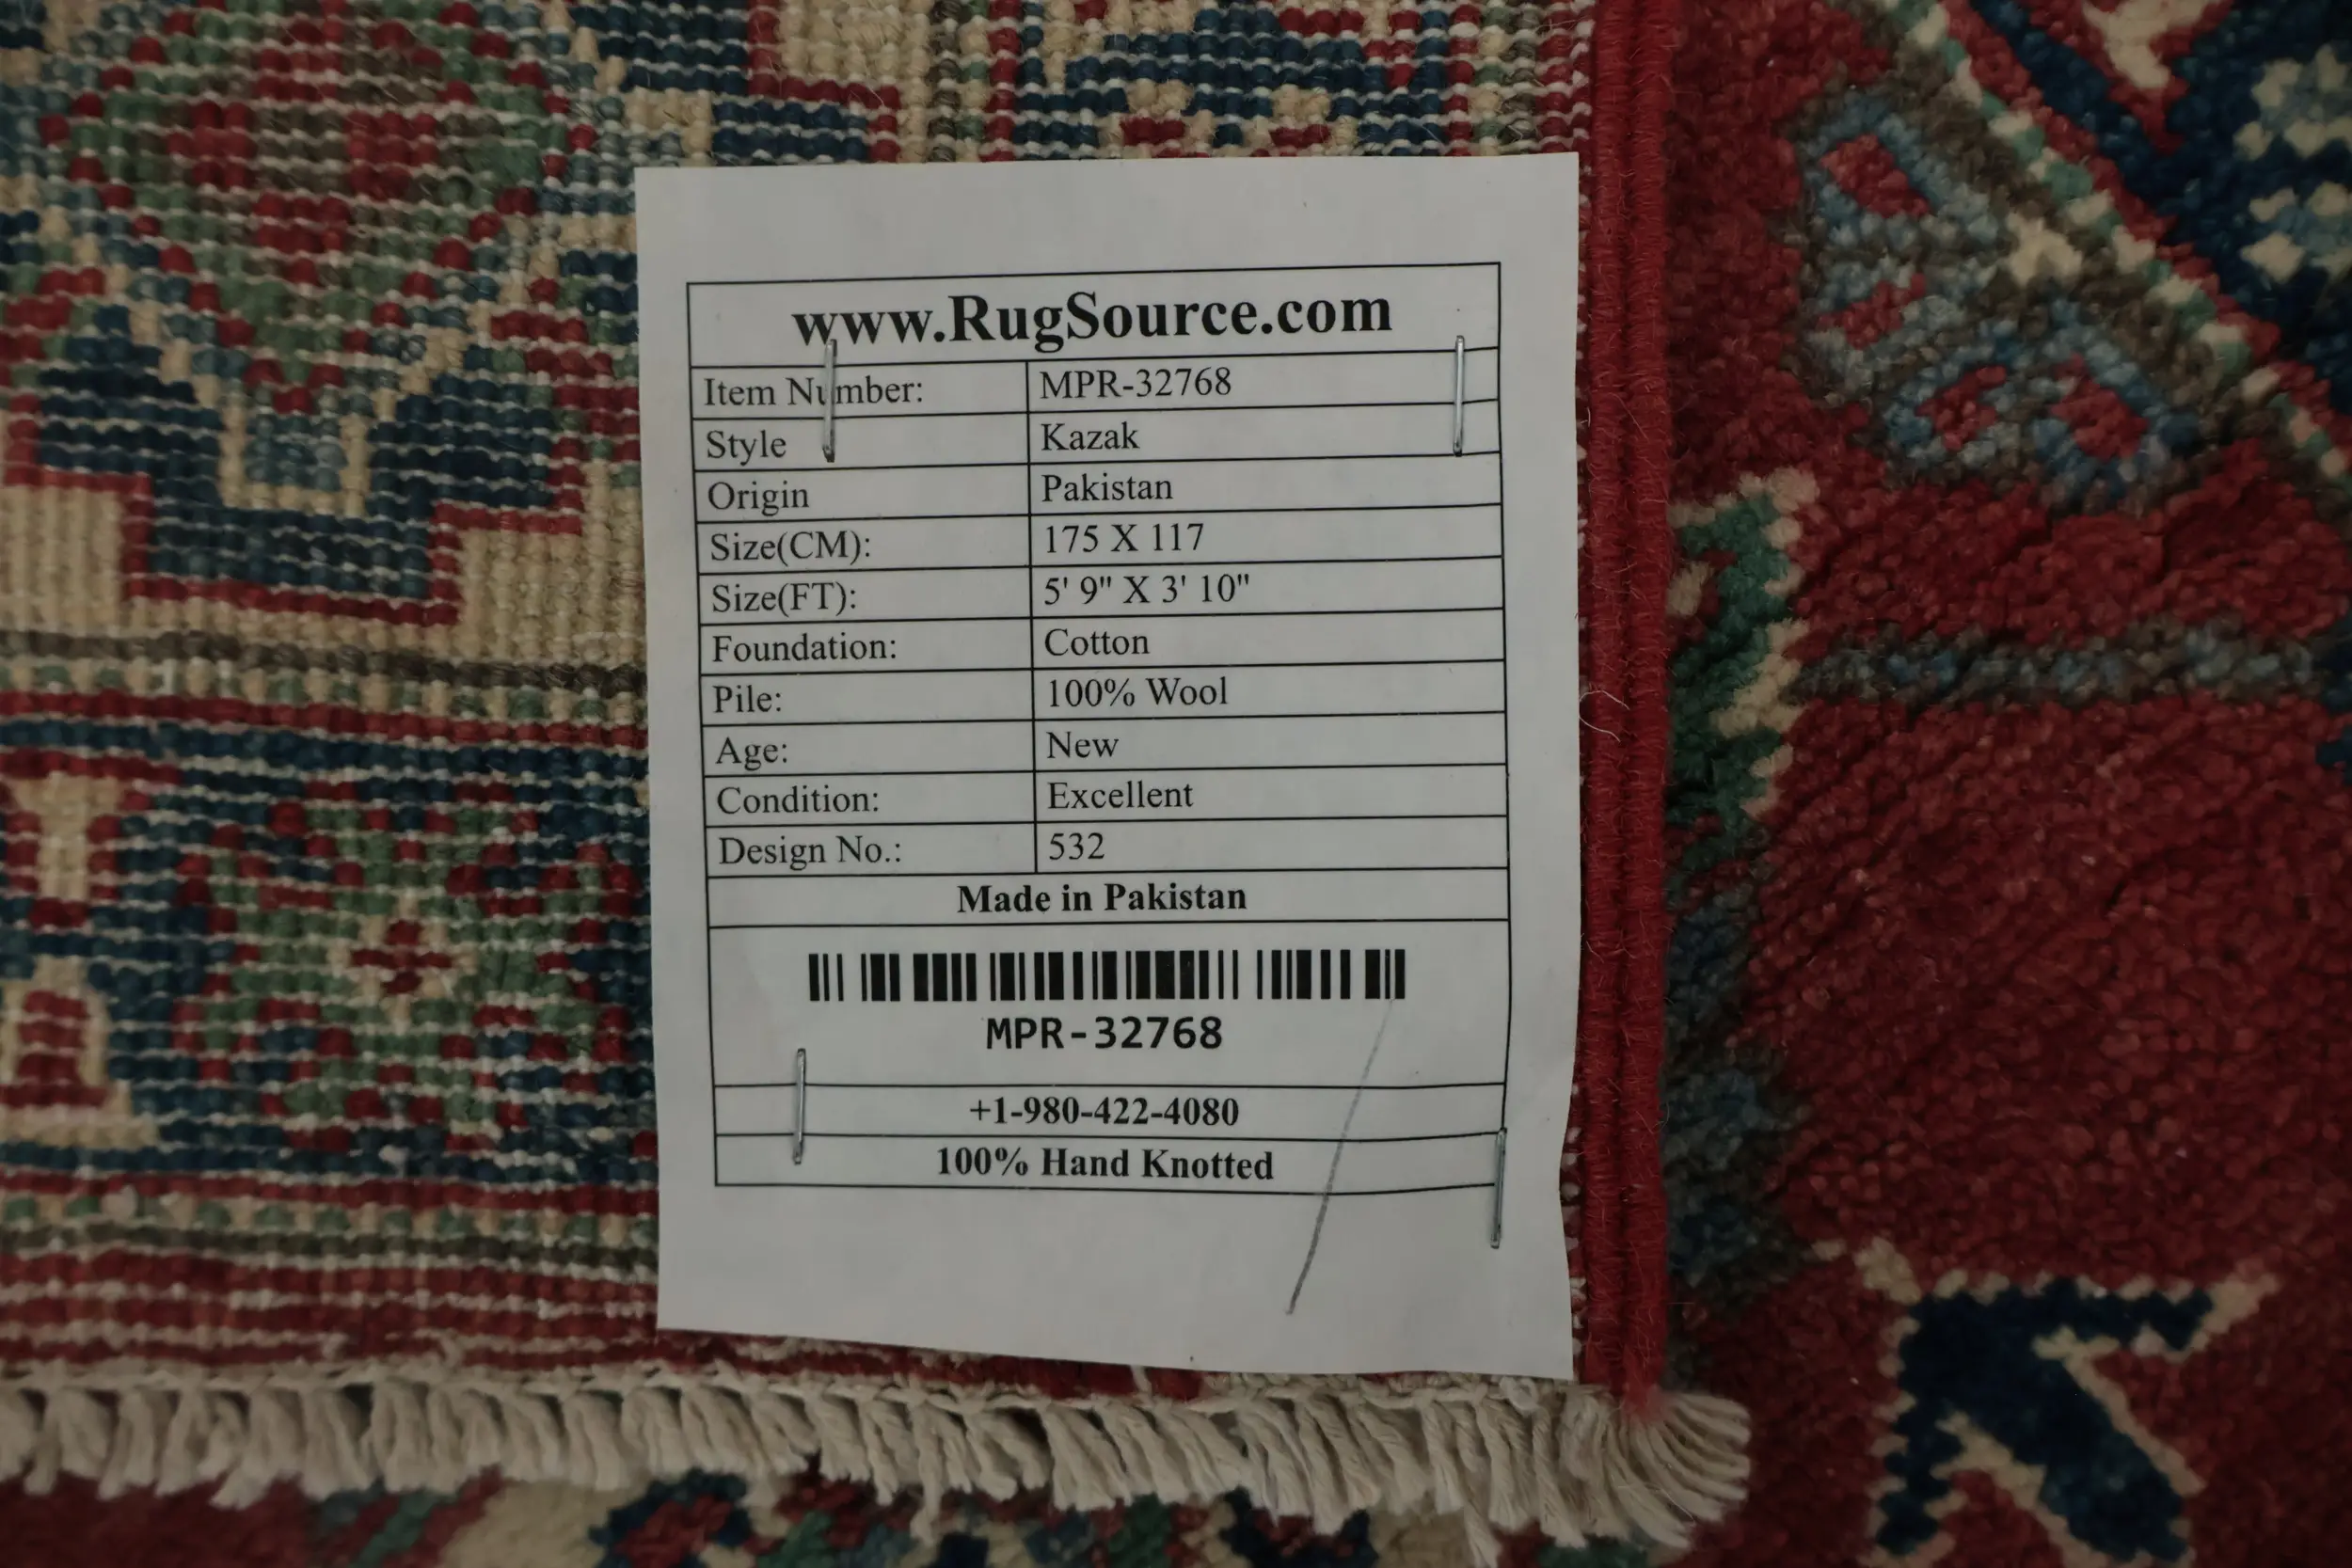 www.RugSource.com
Item Number: MPR-32768
Style Kazak
Origin Pakistan
Size(CM): 175 X 117
Size(FT): 5' 9" X 3' 10"
Foundation: Cotton
Pile: 100% Wool
Age: New
Condition: Excellent
Design No.: 532
Made in Pakistan
MPR-32768
+1-980-422-4080
100% Hand Knotted